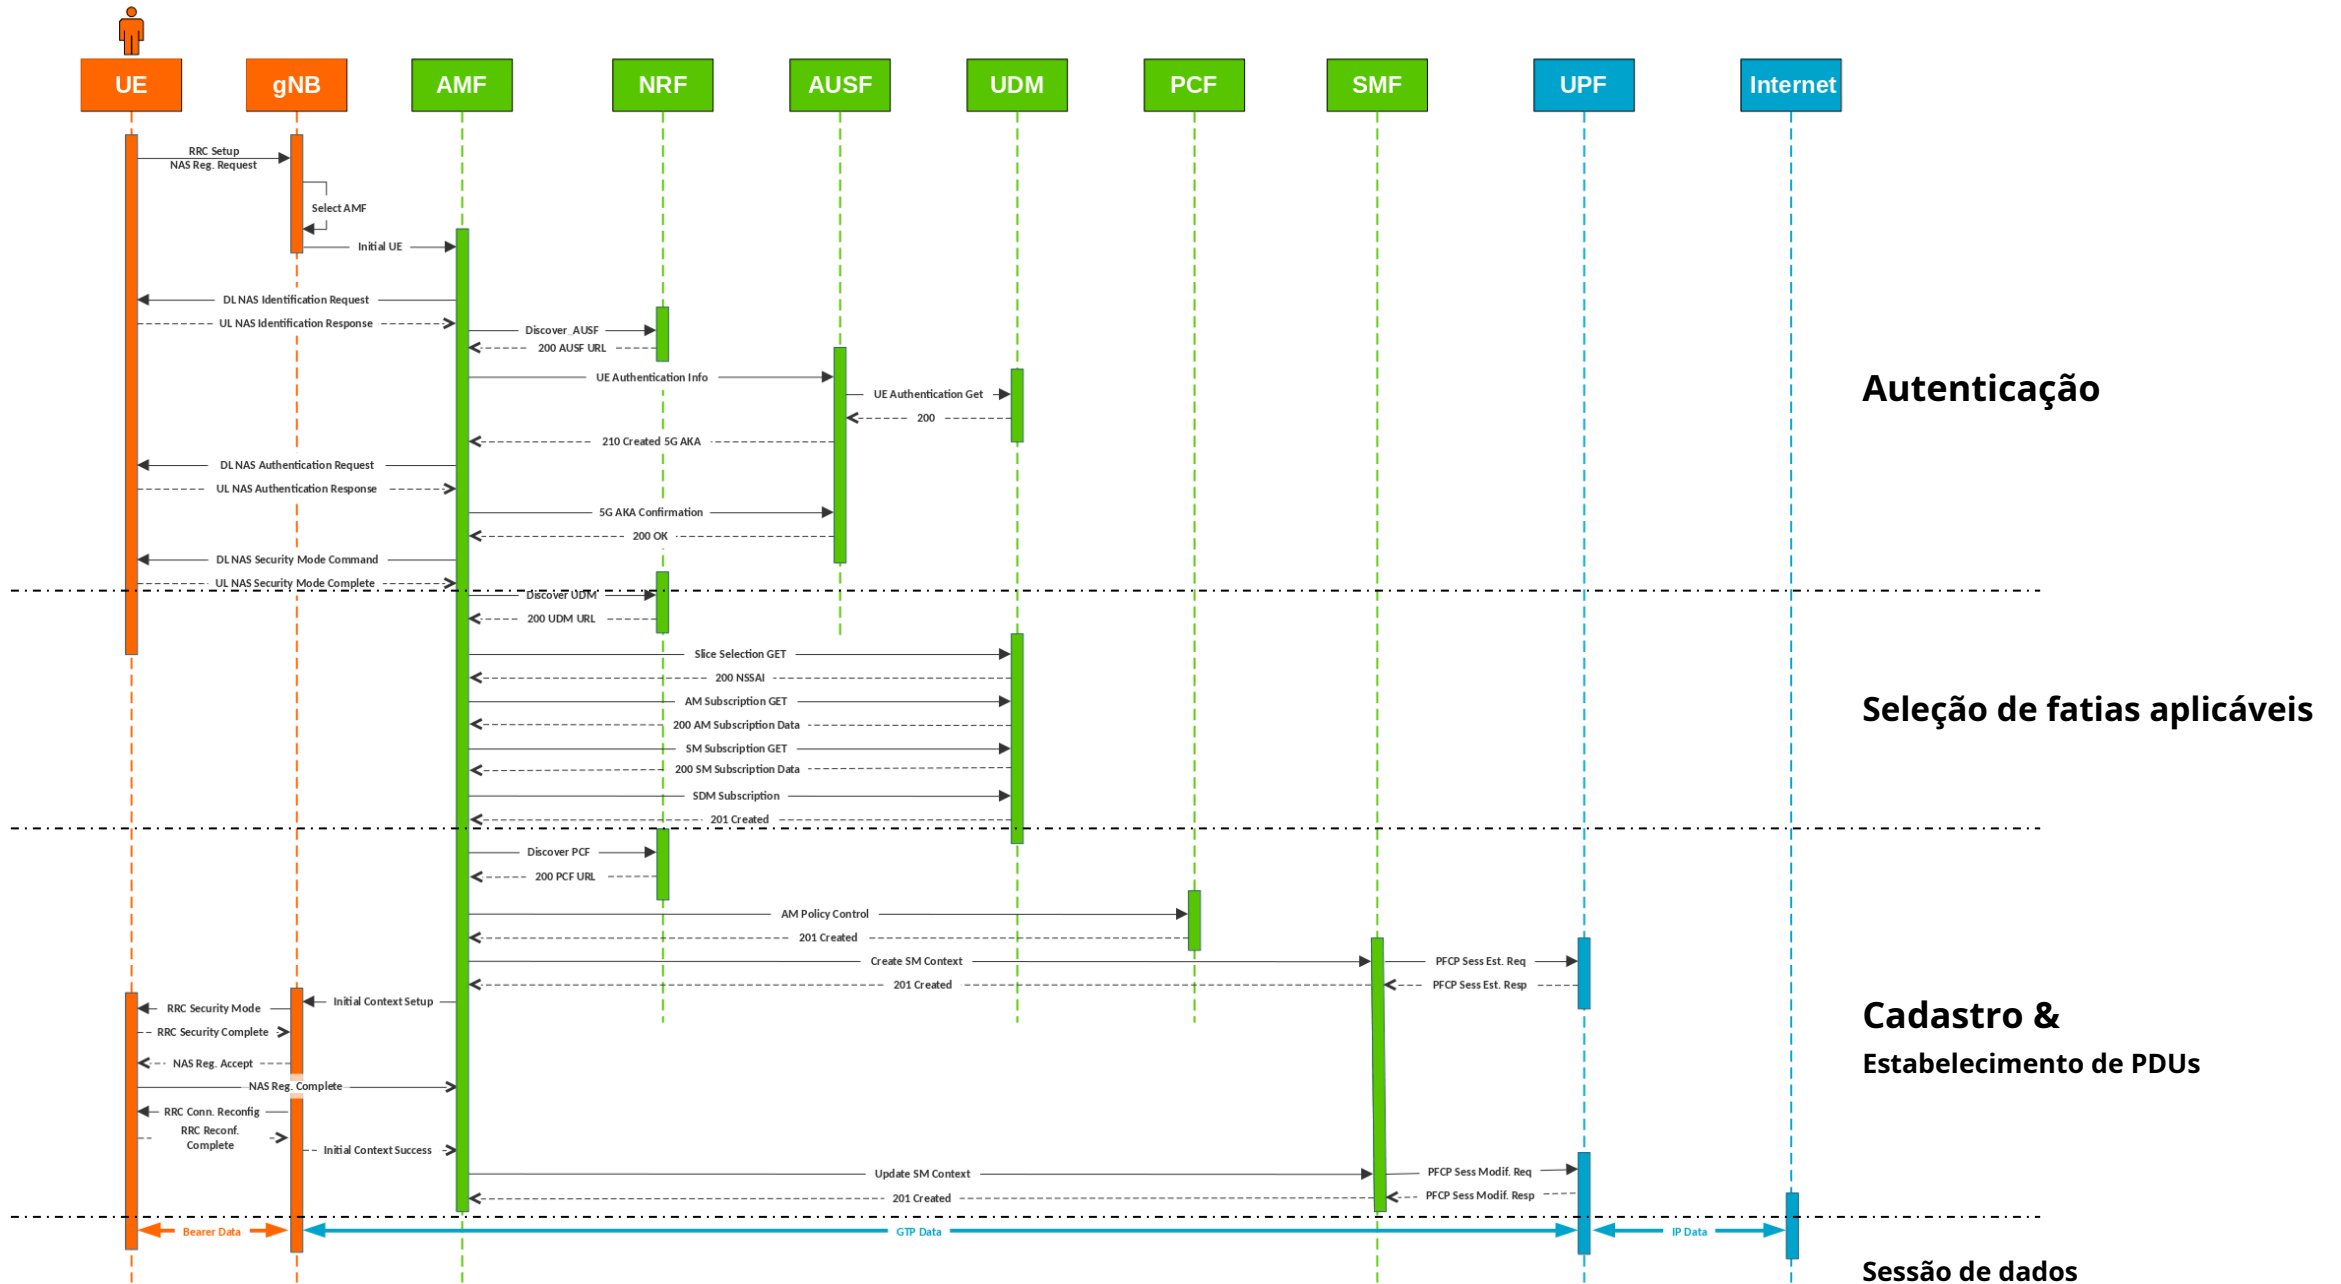 UE
gNB
AMF
NRF
AUSF
UDM
PCF
SMF
UPF
Internet
RRC Setup
NAS Reg. Request
Select AMF
Initial UE
DL NAS Identification Request
UL NAS Identification Response
Discover_AUSF
200 AUSF URL
UE Authentication Info
UE Authentication Get
200
210 Created 5G AKA
DL NAS Authentication Request
UL NAS Authentication Response
5G AKA Confirmation
200 OK
DL NAS Security Mode Command
UL NAS Security Mode Complete
Autenticação
Discover UDM
200 UDM URL
Slice Selection GET
200 NSSAI
AM Subscription GET
200 AM Subscription Data
SM Subscription GET
200 SM Subscription Data
SDM Subscription
201 Created
Seleção de fatias aplicáveis
Discover PCF
200 PCF URL
AM Policy Control
201 Created
Create SM Context
PFCP Sess Est. Req
201 Created
PFCP Sess Est. Resp
Initial Context Setup
RRC Security Mode
RRC Security Complete
NAS Reg. Accept
NAS Reg. Complete
RRC Conn. Reconfig
RRC Reconf.
Complete
Initial Context Success
Update SM Context
PFCP Sess Modif. Req
201 Created
PFCP Sess Modif. Resp
Cadastro &
Estabelecimento de PDUs
Bearer Data
GTP Data
IP Data
Sessão de dados